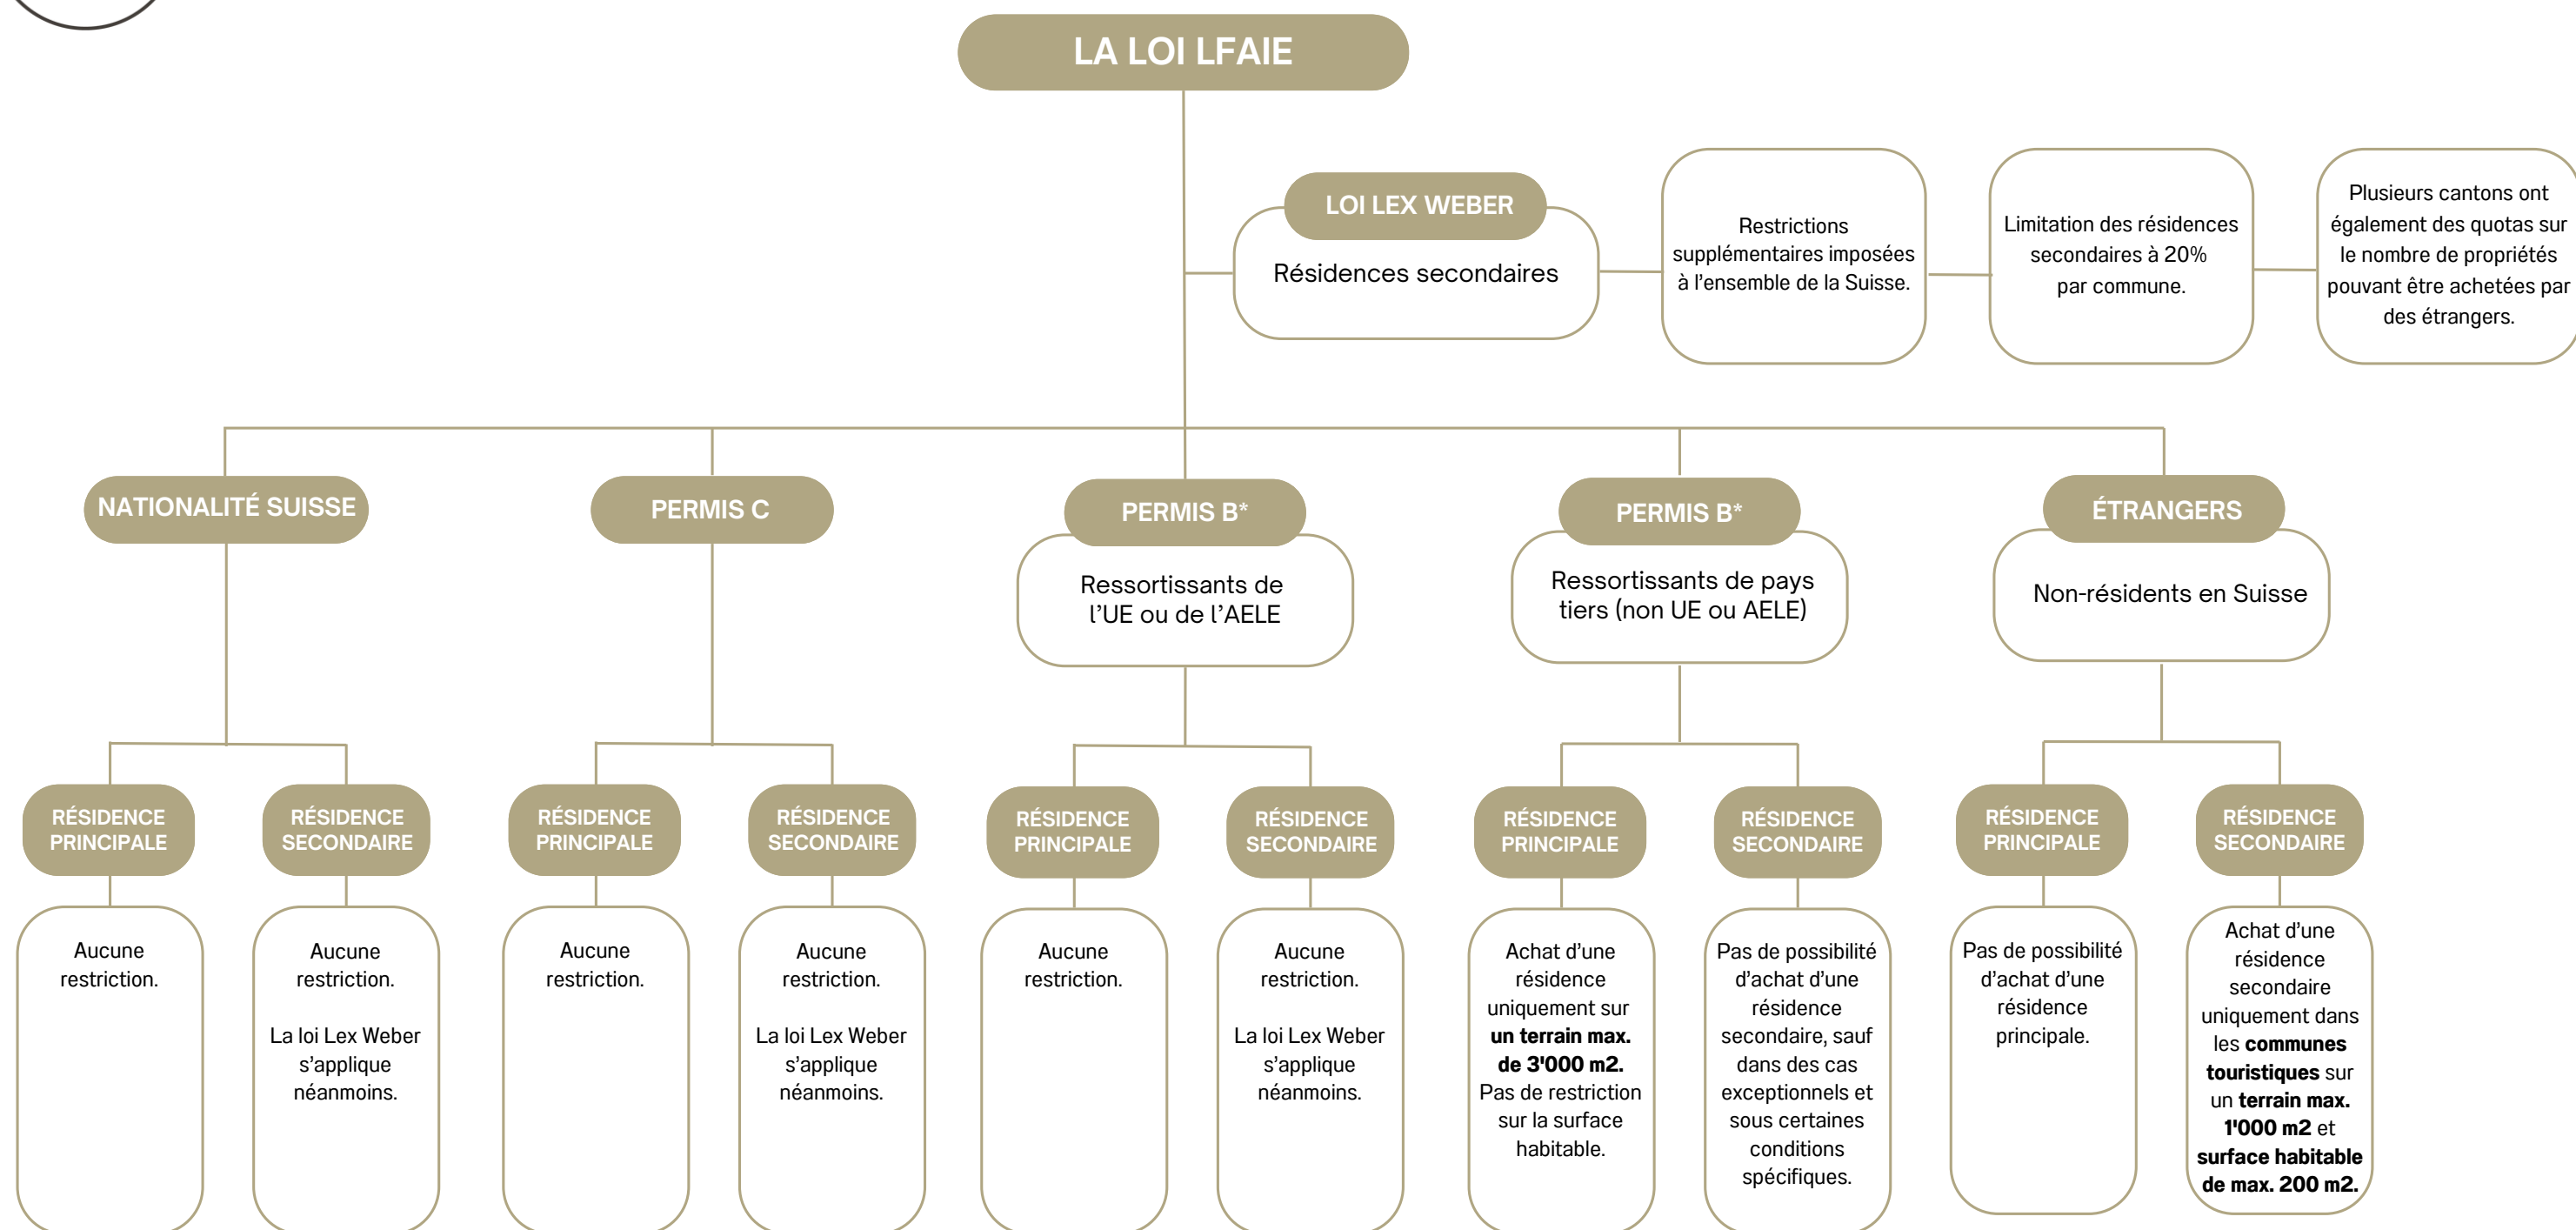 LA LOI LFAIE
LOI LEX WEBER
Résidences secondaires
Restrictions
supplémentaires imposées
à l'ensemble de la Suisse.
Limitation des résidences
secondaires à 20%
par commune.
Plusieurs cantons ont
également des quotas sur
le nombre de propriétés
pouvant être achetées par
des étrangers.
NATIONALITÉ SUISSE
PERMIS C
PERMIS B*
Ressortissants de
l'UE ou de l'AELE
PERMIS B*
Ressortissants de pays
tiers (non UE ou AELE)
ÉTRANGERS
Non-résidents en Suisse
RÉSIDENCE
PRINCIPALE
Aucune
restriction.
RÉSIDENCE
SECONDAIRE
Aucune
restriction.
La loi Lex Weber
s'applique
néanmoins.
RÉSIDENCE
PRINCIPALE
Aucune
restriction.
RÉSIDENCE
SECONDAIRE
Aucune
restriction.
La loi Lex Weber
s'applique
néanmoins.
RÉSIDENCE
PRINCIPALE
Aucune
restriction.
RÉSIDENCE
SECONDAIRE
Aucune
restriction.
La loi Lex Weber
s'applique
néanmoins.
RÉSIDENCE
PRINCIPALE
Achat d'une
résidence
uniquement sur
un terrain max.
de 3'000 m2.
Pas de restriction
sur la surface
habitable.
RÉSIDENCE
SECONDAIRE
Pas de possibilité
d'achat d'une
résidence
secondaire, sauf
dans des cas
exceptionnels et
sous certaines
conditions
spécifiques.
RÉSIDENCE
PRINCIPALE
Pas de possibilité
d'achat d'une
résidence
principale.
RÉSIDENCE
SECONDAIRE
Achat d'une
résidence
secondaire
uniquement dans
les communes
touristiques sur
un terrain max.
1'000 m2 et
surface habitable
de max. 200 m2.